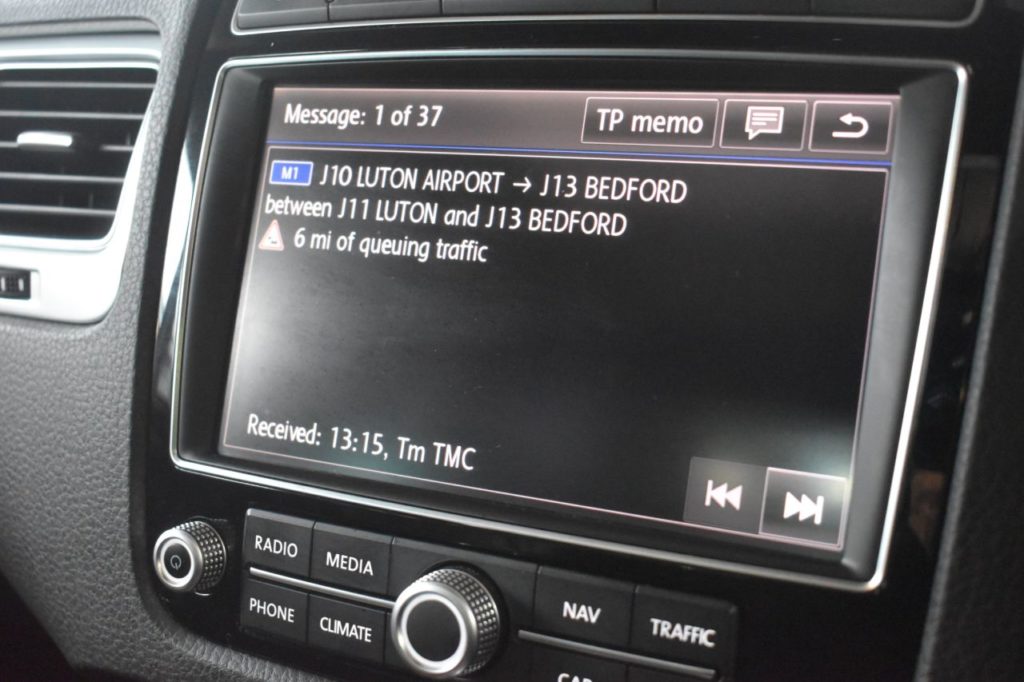 Message: 1 of 37
TP memo
M1 J10 LUTON AIRPORT → J13 BEDFORD
between J11 LUTON and J13 BEDFORD
6 mi of queuing traffic
Received: 13:15, Tm TMC
RADIO
MEDIA
PHONE
CLIMATE
NAV
TRAFFIC